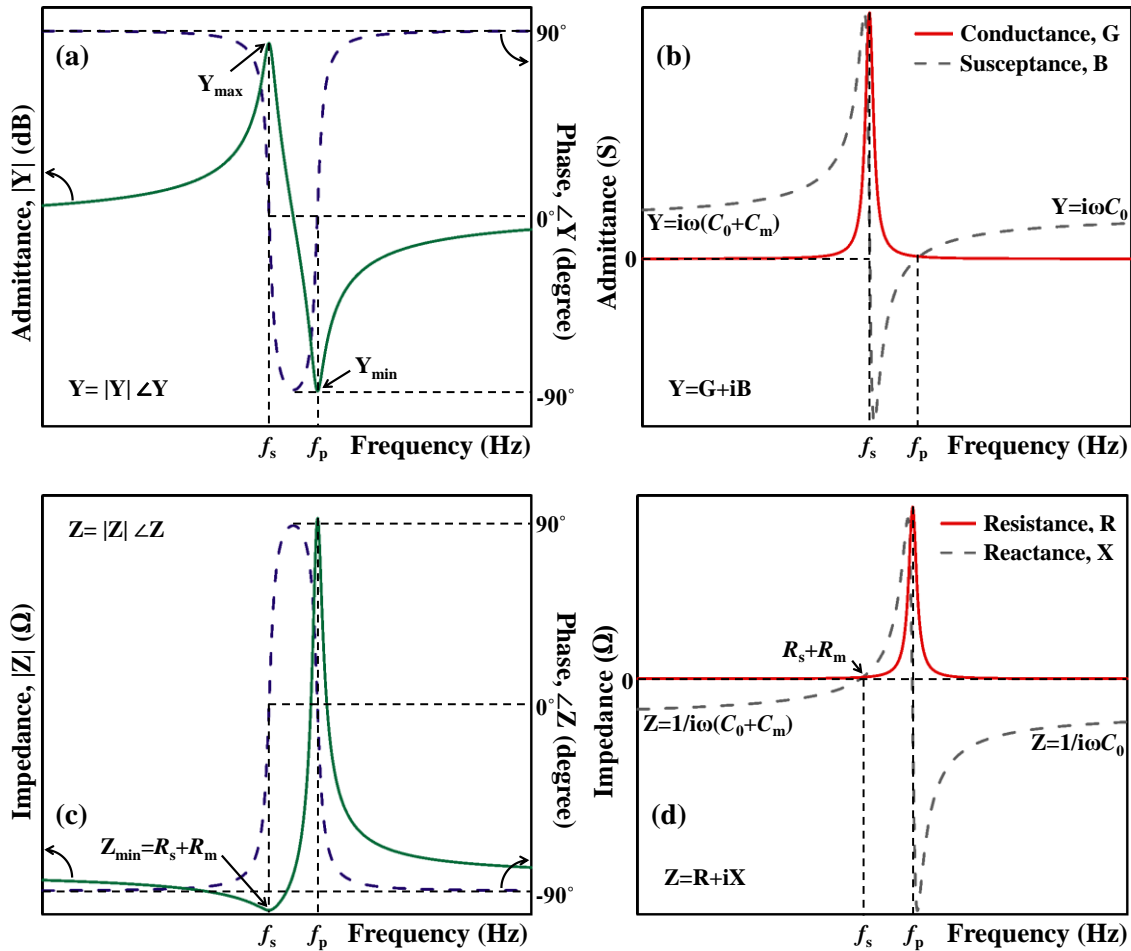 (a)
90°
Y_max
Admittance, |Y| (dB)
Phase, ∠Y (degree)
0°
Y_min
Y= |Y| ∠Y
-90°
f_s f_p Frequency (Hz)
(b)
Conductance, G
Susceptance, B
Admittance (S)
Y=iω(C_0+C_m)
Y=iωC_0
0
Y=G+iB
f_s f_p Frequency (Hz)
Z= |Z| ∠Z
90°
Impedance, |Z| (Ω)
Phase, ∠Z (degree)
0°
(c)
Z_min=R_s+R_m
-90°
f_s f_p Frequency (Hz)
Resistance, R
Reactance, X
Impedance (Ω)
R_s+R_m
0
Z=1/iω(C_0+C_m)
Z=1/iωC_0
(d)
Z=R+iX
f_s f_p Frequency (Hz)